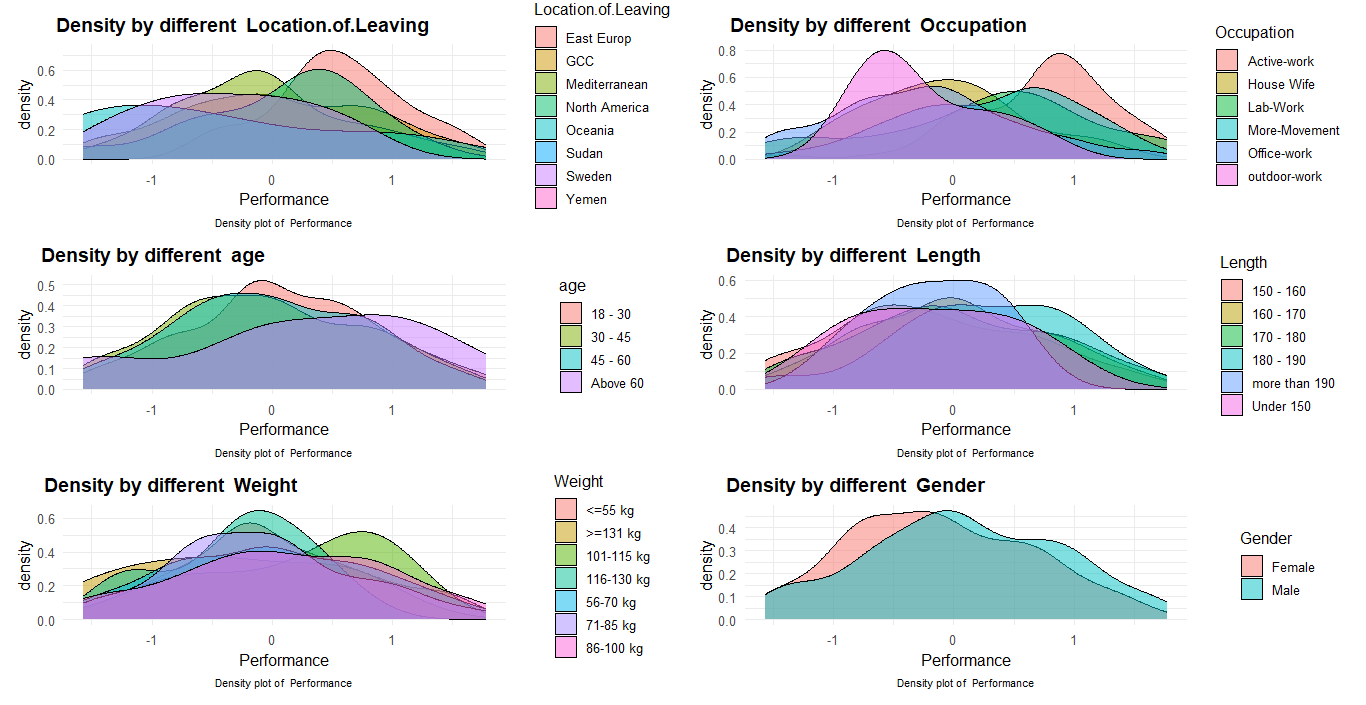 Density by different Location.of.Leaving
density
0.6
0.4
0.2
0.0
-1
0
1
Performance
Density plot of Performance
Location.of.Leaving
East Europ
GCC
Mediterranean
North America
Oceania
Sudan
Sweden
Yemen
Density by different Occupation
density
0.8
0.6
0.4
0.2
0.0
-1
0
1
Performance
Density plot of Performance
Occupation
Active-work
House Wife
Lab-Work
More-Movement
Office-work
outdoor-work
Density by different age
density
0.5
0.4
0.3
0.2
0.1
0.0
-1
0
1
Performance
Density plot of Performance
age
18 - 30
30 - 45
45 - 60
Above 60
Density by different Length
density
0.6
0.4
0.2
0.0
-1
0
1
Performance
Density plot of Performance
Length
150 - 160
160 - 170
170 - 180
180 - 190
more than 190
Under 150
Density by different Weight
density
0.6
0.4
0.2
0.0
-1
0
1
Performance
Density plot of Performance
Weight
<=55 kg
>=131 kg
101-115 kg
116-130 kg
56-70 kg
71-85 kg
86-100 kg
Density by different Gender
density
0.4
0.3
0.2
0.1
0.0
-1
0
1
Performance
Density plot of Performance
Gender
Female
Male